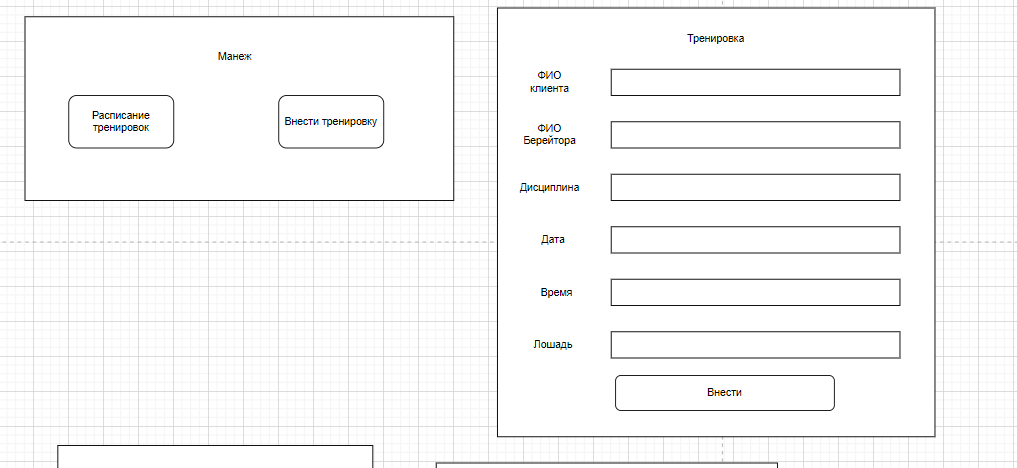 Манеж
Расписание
тренировок
Внести тренировку
Тренировка
ФИО
клиента
ФИО
Берейтора
Дисциплина
Дата
Время
Лошадь
Внести